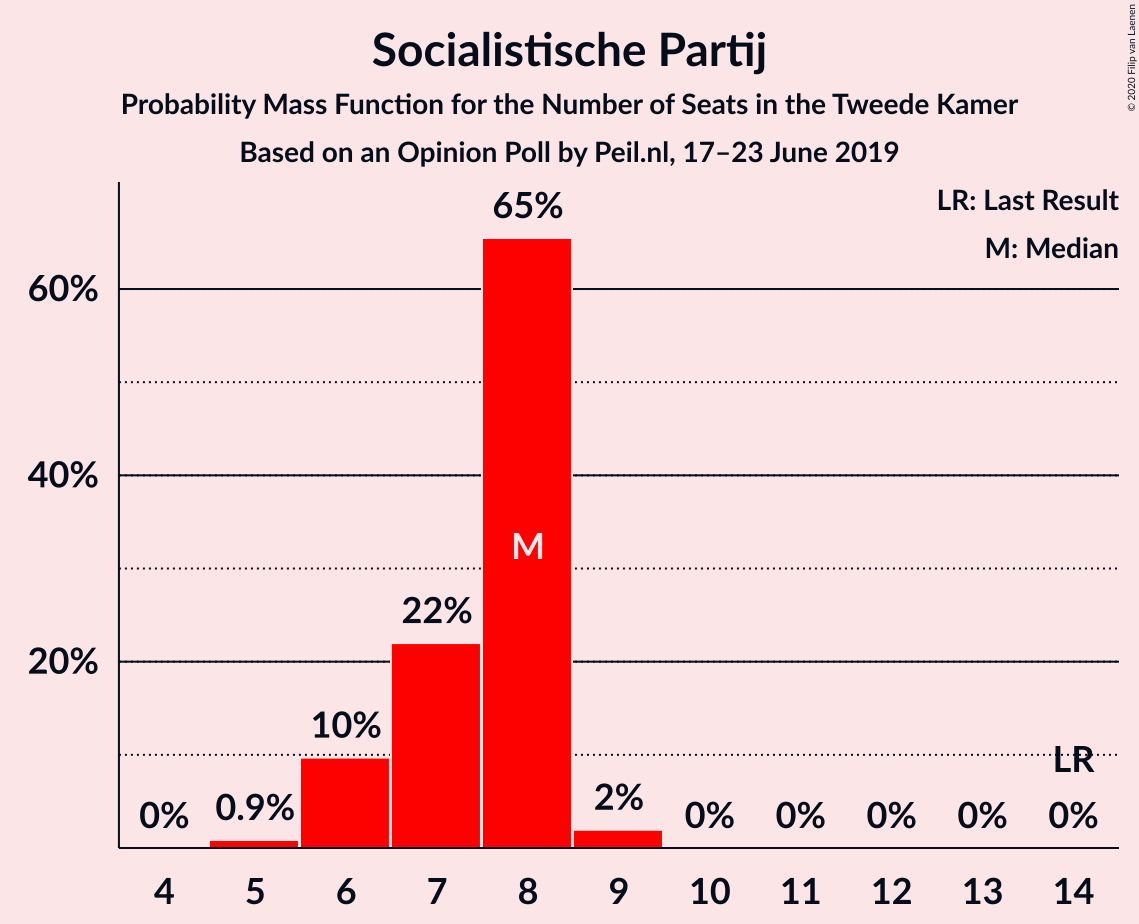 Socialistische Partij
Probability Mass Function for the Number of Seats in the Tweede Kamer
Based on an Opinion Poll by Peil.nl, 17–23 June 2019
© 2020 Filip van Laenen
LR: Last Result
M: Median
60%
40%
20%
0%
0.9%
10%
22%
65%
M
2%
0%
0%
0%
0%
LR
0%
4 5 6 7 8 9 10 11 12 13 14